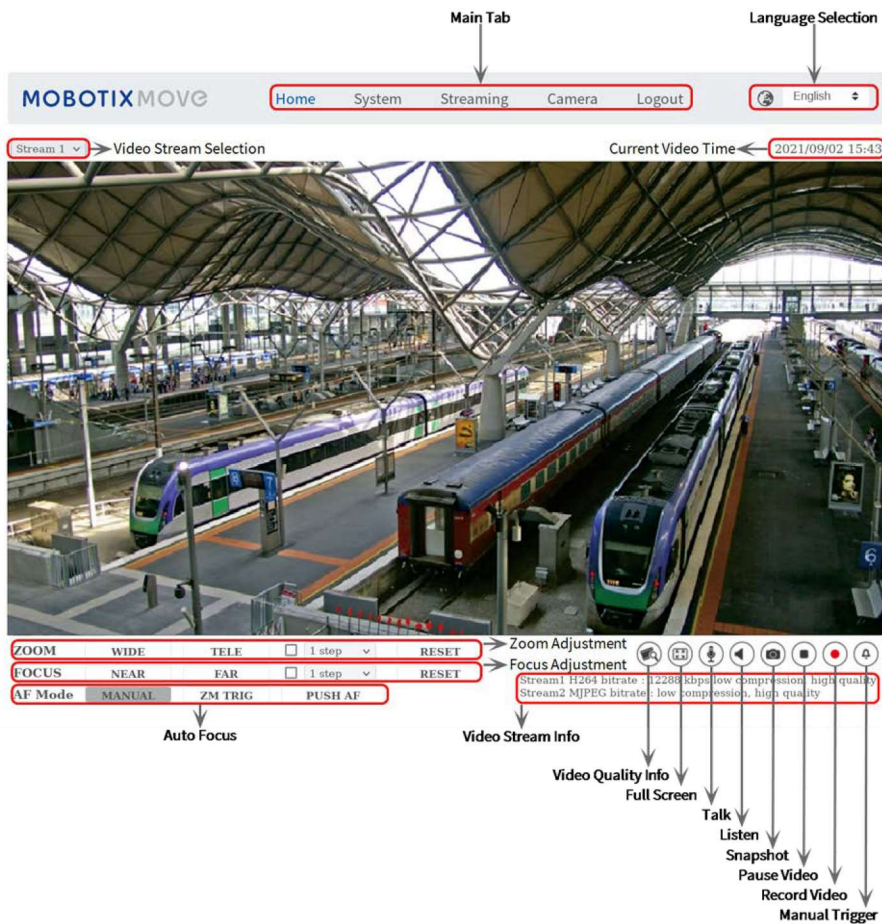 Main Tab
Language Selection
MOBOTIX MOVE
Home System Streaming Camera Logout
English
Stream 1
Video Stream Selection
Current Video Time
2021/09/02 15:43
8 7
6
ZOOM WIDE TELE 1 step RESET
Zoom Adjustment
FOCUS NEAR FAR 1 step RESET
Focus Adjustment
AF Mode MANUAL ZM TRIG PUSH AF
Stream1 H264 bitrate : 12288 kbps low compression, high quality
Stream2 MJPEG bitrate : low compression, high quality
Auto Focus
Video Stream Info
Video Quality Info
Full Screen
Talk
Listen
Snapshot
Pause Video
Record Video
Manual Trigger